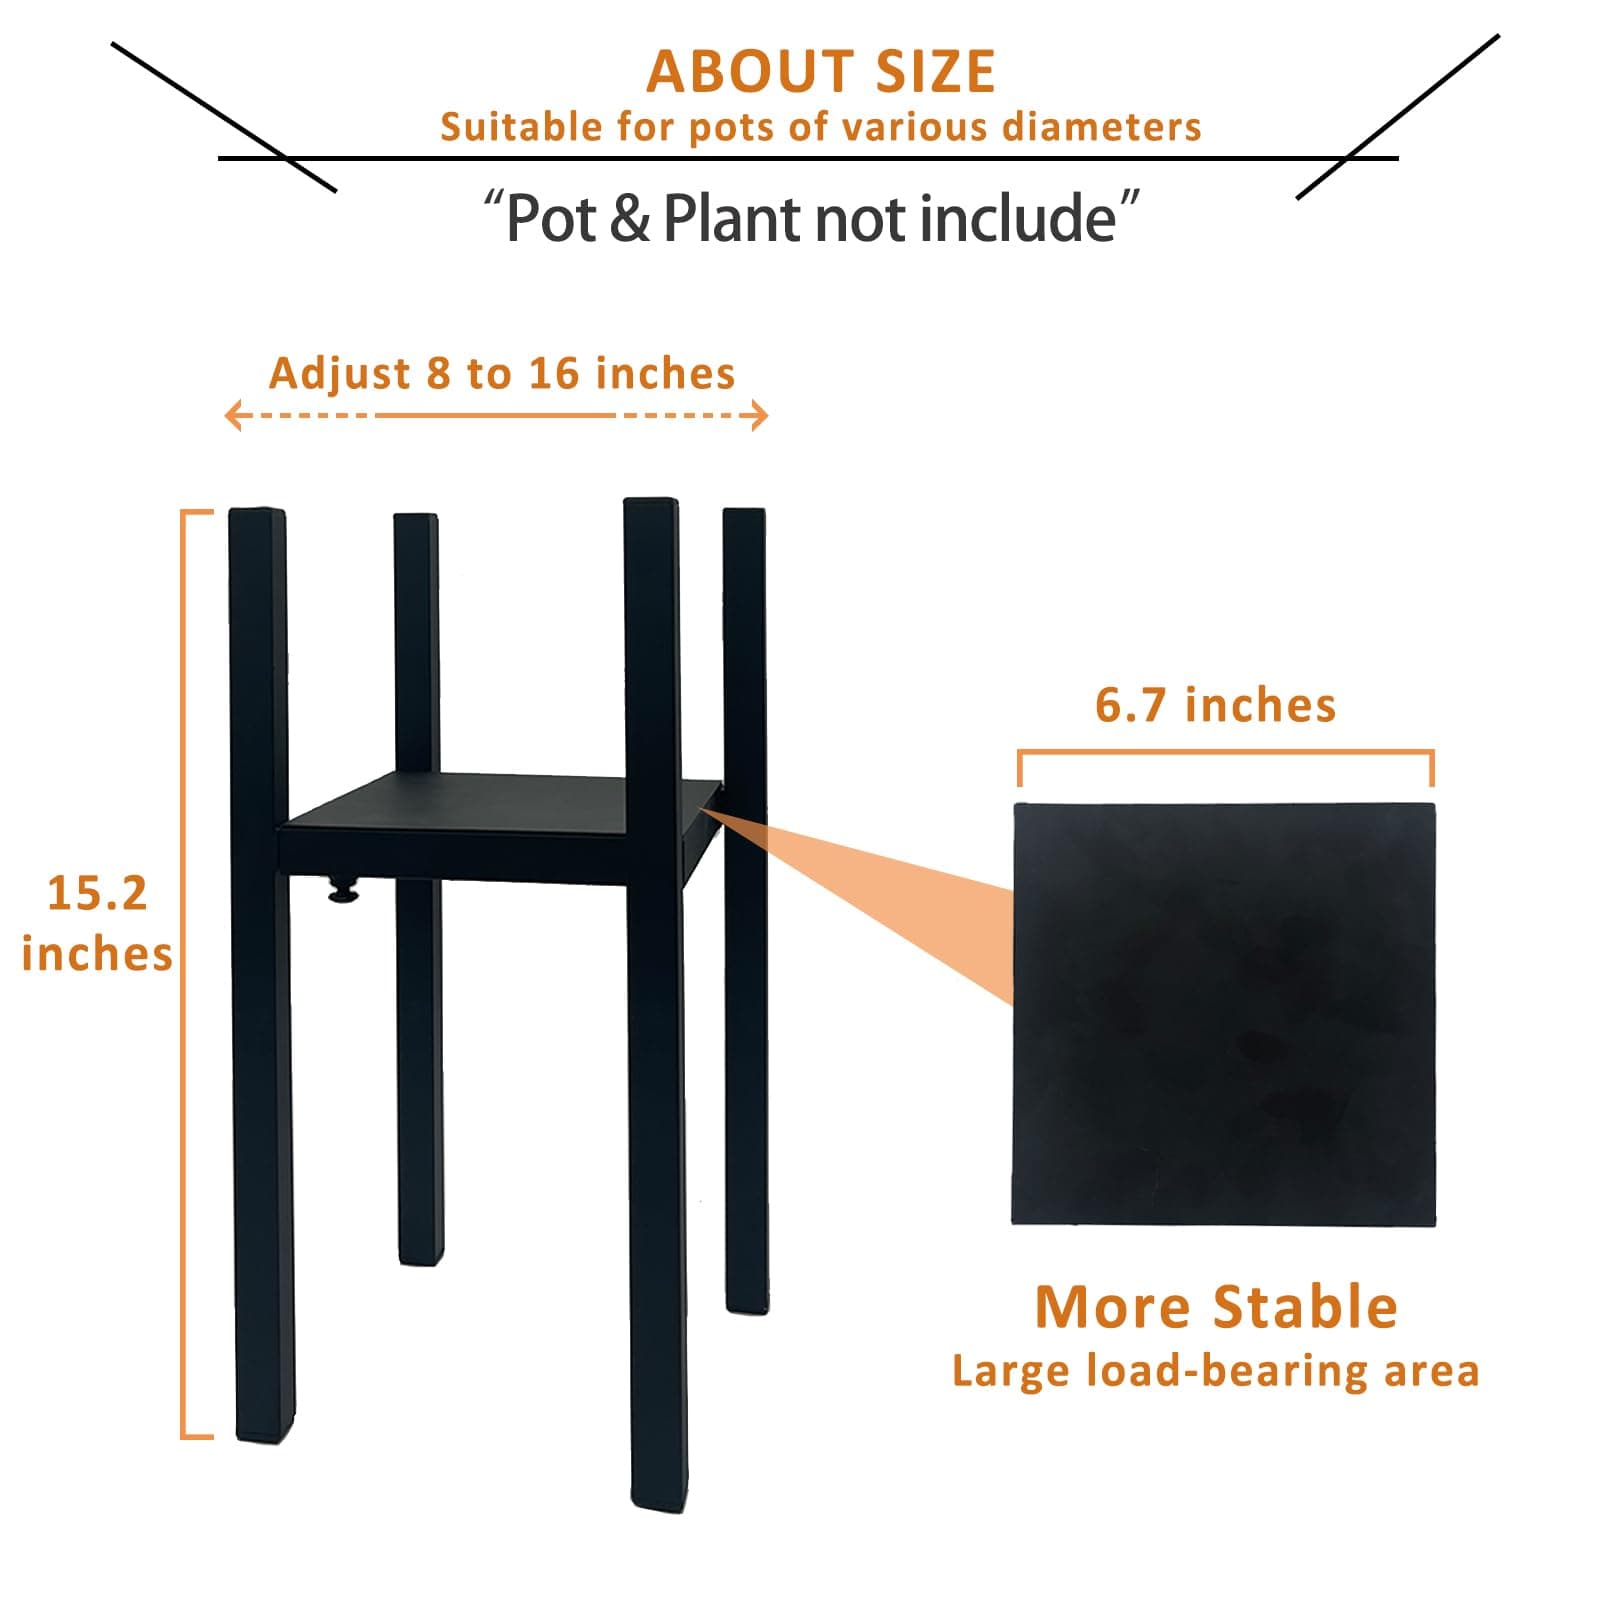 ABOUT SIZE
Suitable for pots of various diameters
“Pot & Plant not include”
Adjust 8 to 16 inches
15.2
inches
6.7 inches
More Stable
Large load-bearing area